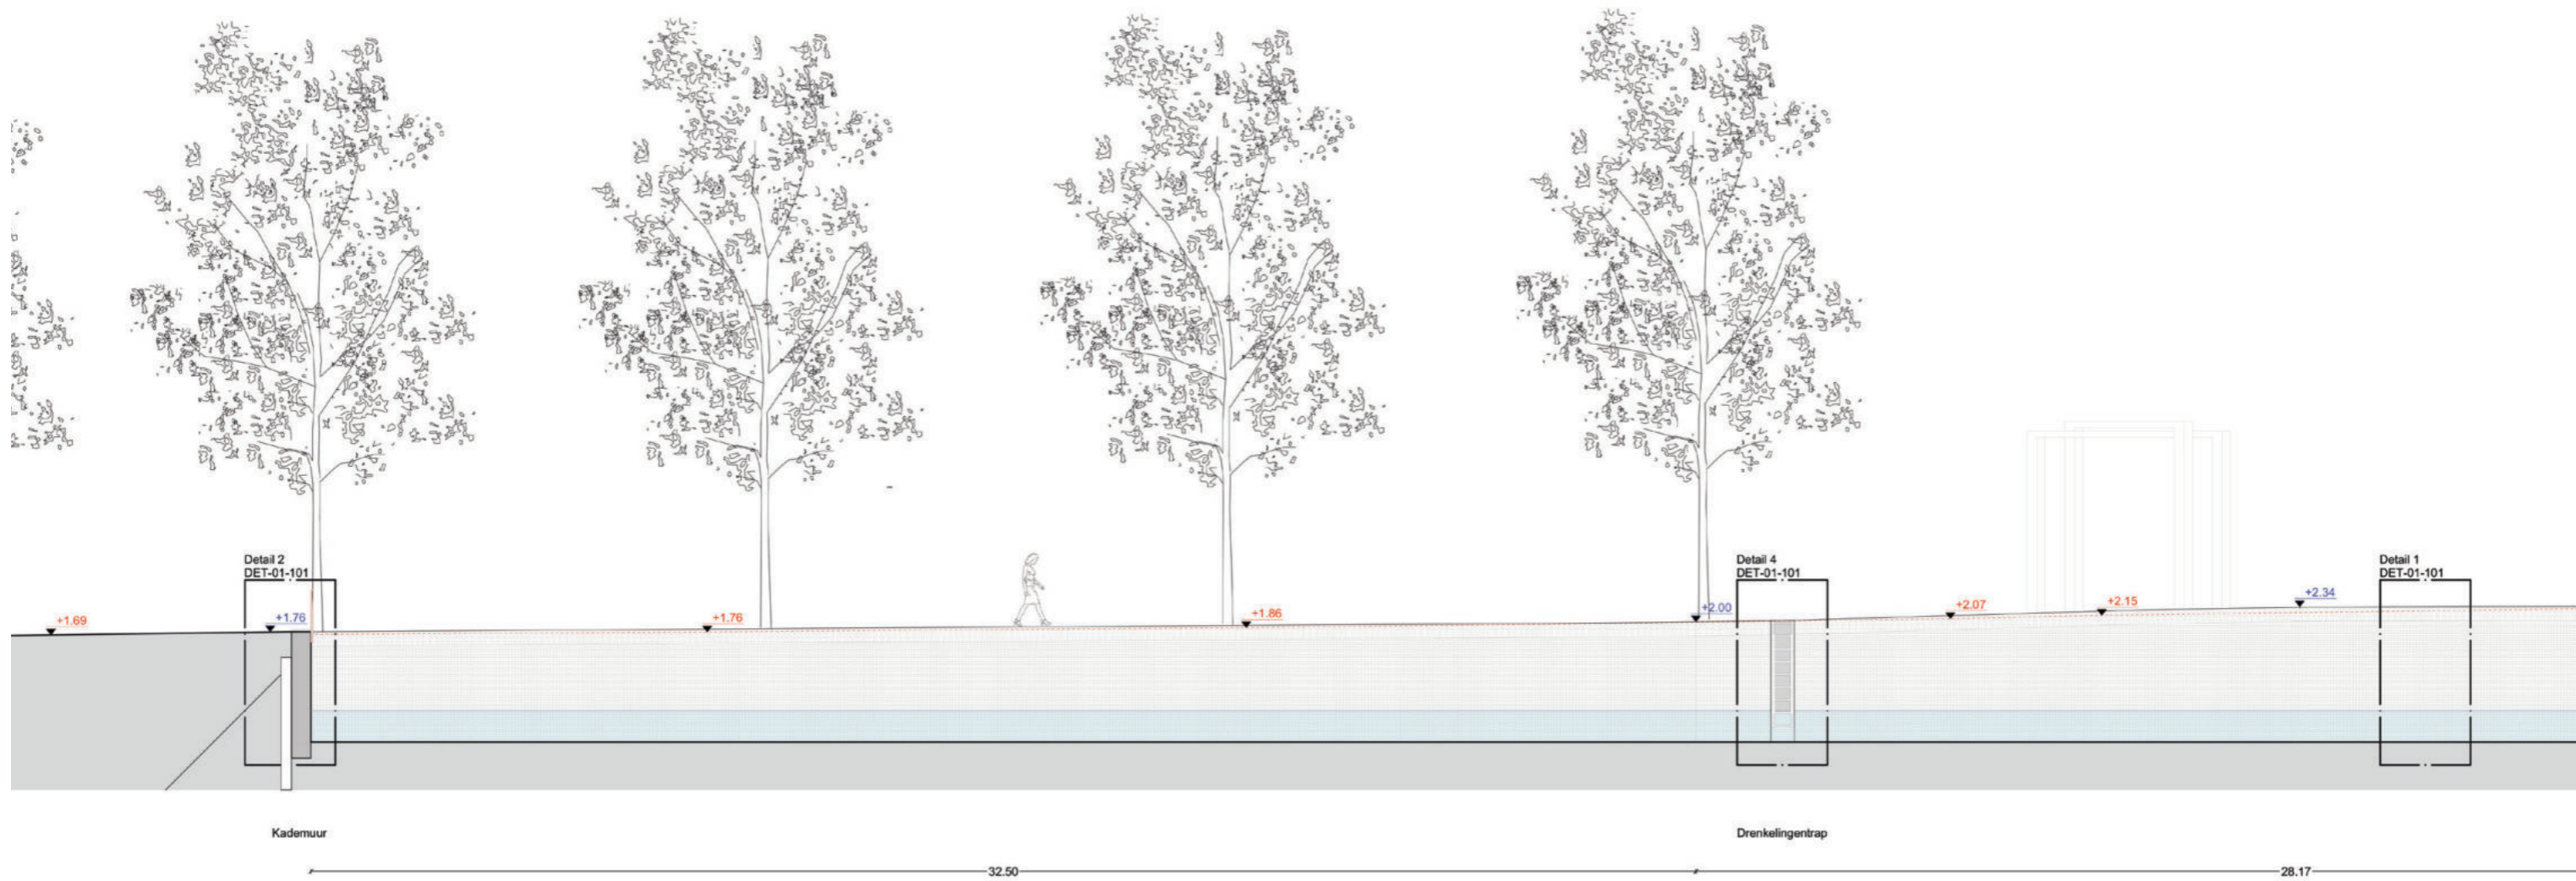 Detail 2
DET-01-101
Detail 4
DET-01-101
Detail 1
DET-01-101
+1.69
+1.76
+1.76
+1.86
+2.00
+2.07
+2.15
+2.34
Kademuur
Drenkelingentrap
32.50
28.17